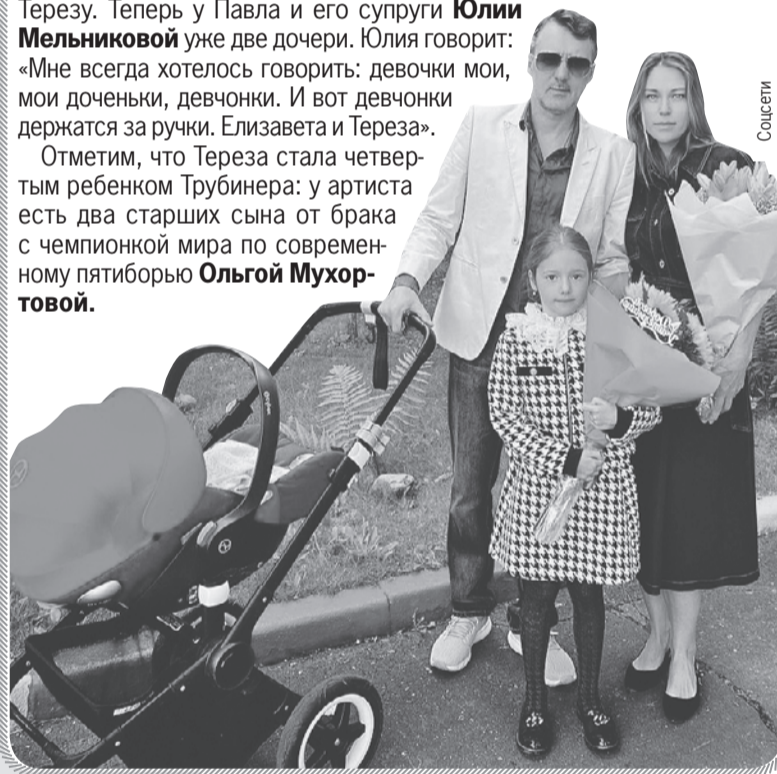 Терезу. Теперь у Павла и его супруги Юлии
Мельниковой уже две дочери. Юлия говорит:
«Мне всегда хотелось говорить: девочки мои,
мои доченьки, девчонки. И вот девчонки
держатся за ручки. Елизавета и Тереза».
Отметим, что Тереза стала четвер-
тым ребенком Трубинера: у артиста
есть два старших сына от брака
с чемпионкой мира по современ-
ному пятиборью Ольгой Мухор-
товой.
Соцсети